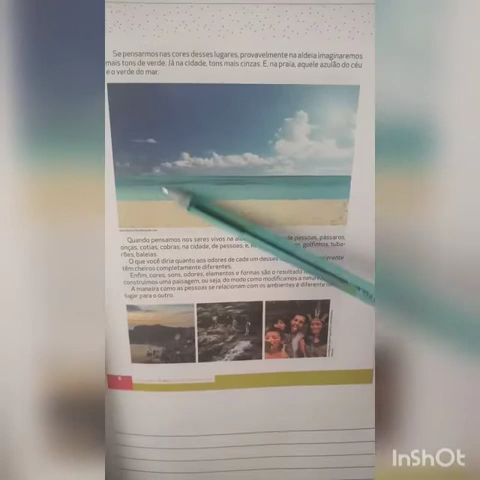 Se pensarmos nas cores desses lugares, provavelmente na aldeia imaginaremos
mais tons de verde. Já na cidade, tons mais cinzas. E, na praia, aquele azulão do céu
e o verde do mar.
Quando pensamos nos seres vivos na de pessoas, pássaros,
onças, cotias, cobras; na cidade, de pessoas; e, golfinhos, tuba-
rões, baleias.
O que você diria quanto aos odores de cada um desses
têm cheiros completamente diferentes.
Enfim, cores, sons, odores, elementos e formas são o resultado
construímos uma paisagem, ou seja, do modo como modificamos a
A maneira como as pessoas se relacionam com os ambientes é diferente
lugar para o outro.
InShOt